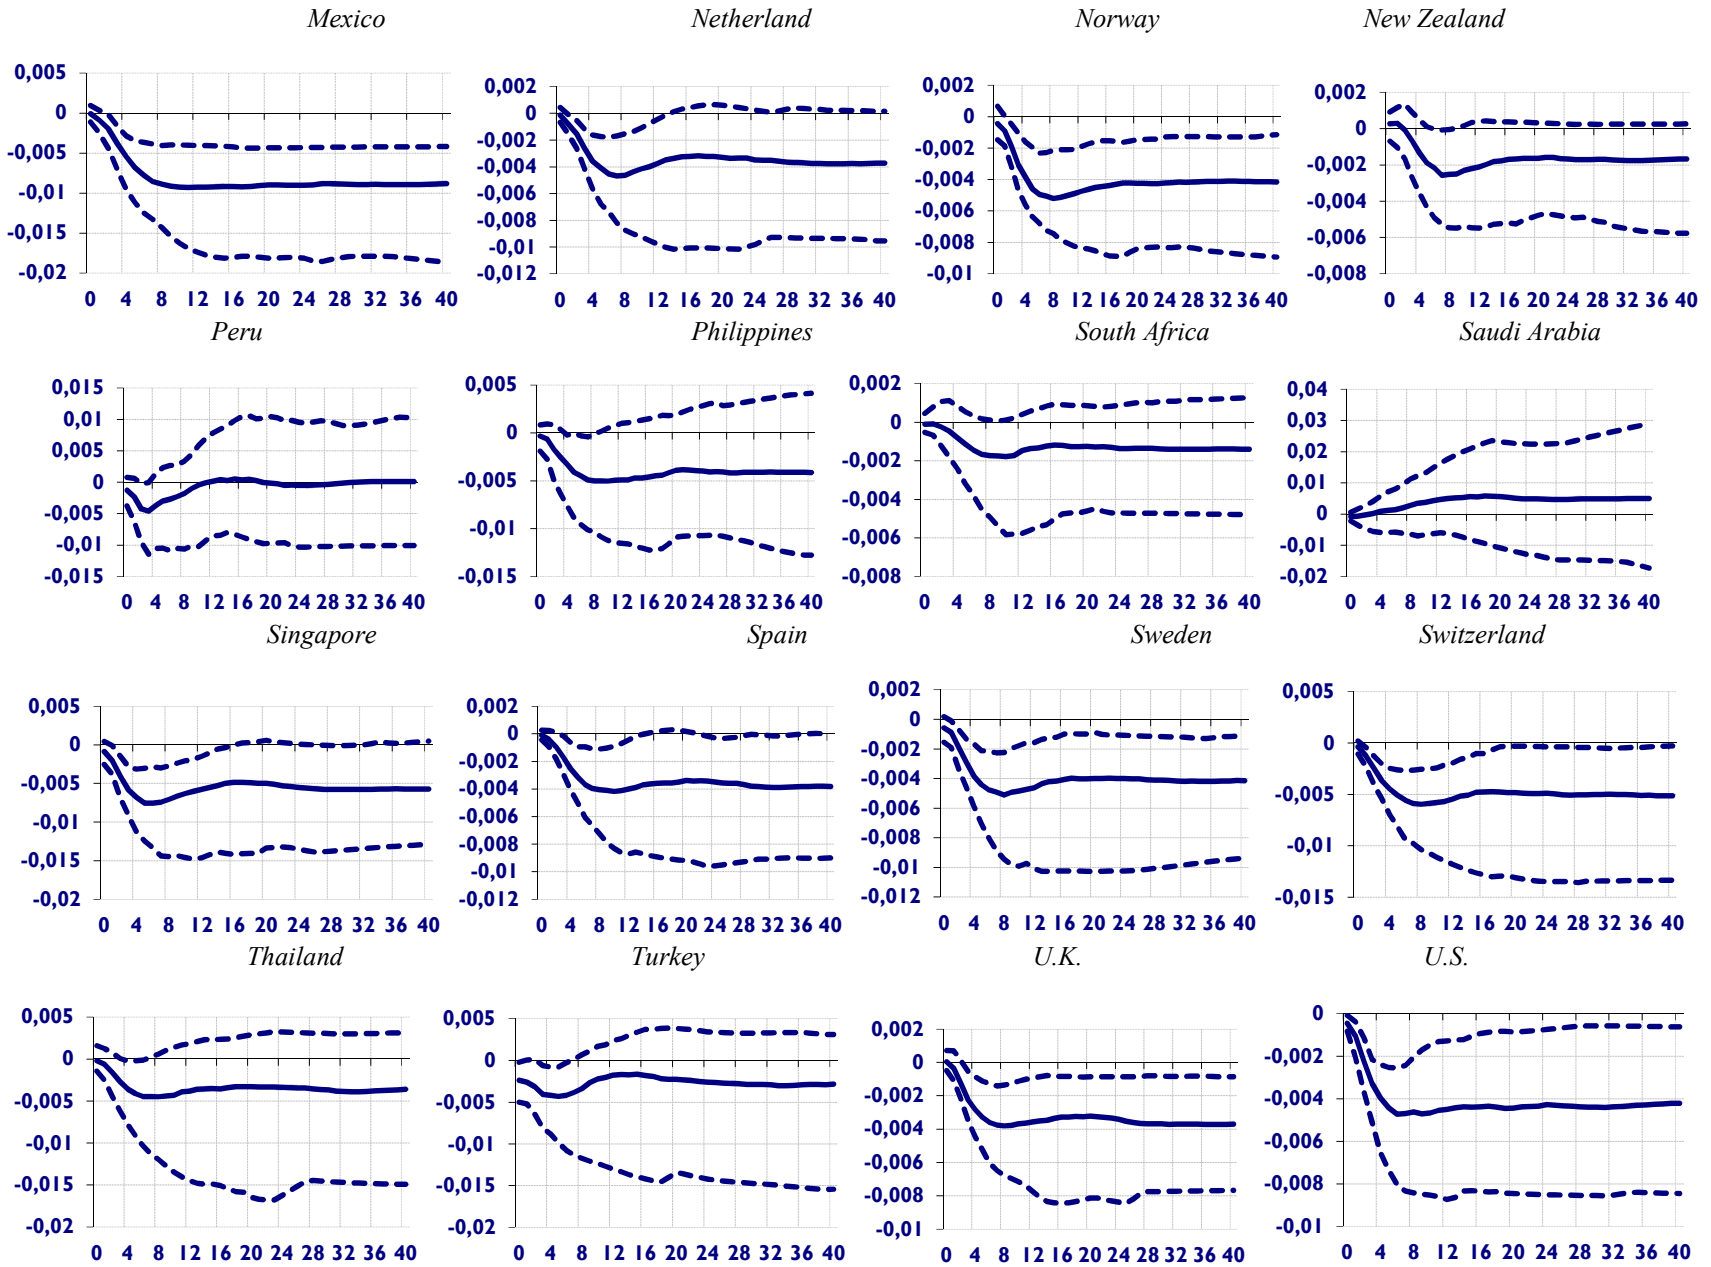 Mexico Netherland Norway New Zealand
0,005 0,002 0,002 0,002
0 0 0 0
-0,005 -0,002 -0,002 -0,002
-0,01 -0,004 -0,004 -0,004
-0,015 -0,006 -0,006 -0,006
-0,02 -0,008 -0,008 -0,008
-0,01 -0,01
-0,012
0 4 8 12 16 20 24 28 32 36 40 0 4 8 12 16 20 24 28 32 36 40 0 4 8 12 16 20 24 28 32 36 40 0 4 8 12 16 20 24 28 32 36 40
Peru Philippines South Africa Saudi Arabia
0,015 0,005 0,002 0,04
0,01 0 0 0,03
0,005 -0,005 -0,002 0,02
0 -0,01 -0,004 0,01
-0,005 -0,015 -0,006 0
-0,01 -0,008 -0,01
-0,015 -0,02
0 4 8 12 16 20 24 28 32 36 40 0 4 8 12 16 20 24 28 32 36 40 0 4 8 12 16 20 24 28 32 36 40 0 4 8 12 16 20 24 28 32 36 40
Singapore Spain Sweden Switzerland
0,005 0,002 0,002 0,005
0 0 0 0
-0,005 -0,002 -0,002 -0,005
-0,01 -0,004 -0,004 -0,01
-0,015 -0,006 -0,006 -0,015
-0,02 -0,008 -0,008
-0,01 -0,01
-0,012 -0,012
0 4 8 12 16 20 24 28 32 36 40 0 4 8 12 16 20 24 28 32 36 40 0 4 8 12 16 20 24 28 32 36 40 0 4 8 12 16 20 24 28 32 36 40
Thailand Turkey U.K. U.S.
0,005 0,005 0,002 0
0 0 0 -0,002
-0,005 -0,005 -0,002 -0,004
-0,01 -0,01 -0,004 -0,006
-0,015 -0,015 -0,006 -0,008
-0,02 -0,02 -0,008 -0,01
-0,01
0 4 8 12 16 20 24 28 32 36 40 0 4 8 12 16 20 24 28 32 36 40 0 4 8 12 16 20 24 28 32 36 40 0 4 8 12 16 20 24 28 32 36 40